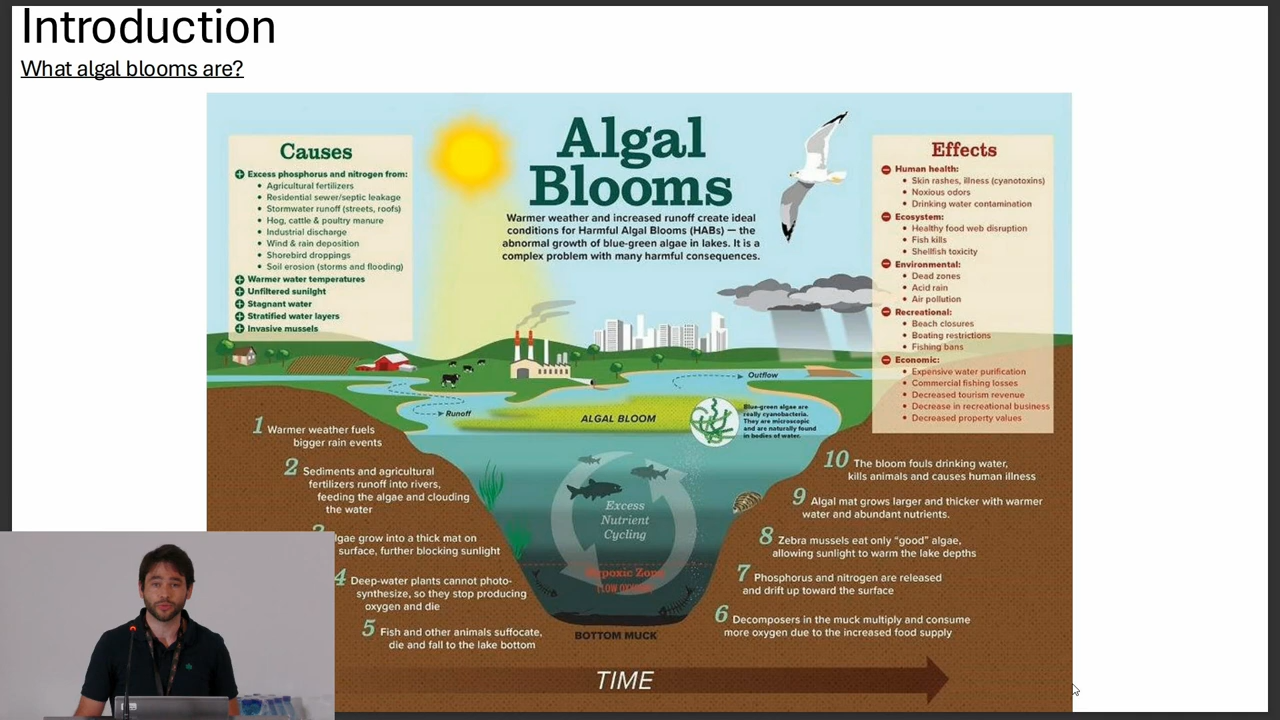 Introduction
What algal blooms are?
Algal
Blooms
Warmer weather and increased runoff create ideal
conditions for Harmful Algal Blooms (HABs) — the
abnormal growth of blue-green algae in lakes. It is a
complex problem with many harmful consequences.
Causes
Excess phosphorus and nitrogen from:
• Agricultural fertilizers
• Residential sewer/septic leakage
• Stormwater runoff (streets, roofs)
• Hog, cattle & poultry manure
• Industrial discharge
• Wind & rain deposition
• Shorebird droppings
• Soil erosion (storms and flooding)
Warmer water temperatures
Unfiltered sunilght
Stagnant water
Stratified water layers
Invasive mussels
Effects
Human health:
• Skin rashes, illness (cyanotoxins)
• Noxious odors
• Drinking water contamination
Ecosystem:
• Healthy food web disruption
• Fish kills
• Shellfish toxicity
Environmental:
• Dead zones
• Acid rain
• Air pollution
Recreational:
• Beach closures
• Boating restrictions
• Fishing bans
Economic:
• Expensive water purification
• Commercial fishing losses
• Decreased tourism revenue
• Decrease in recreational business
• Decreased property values
Outflow
Runoff
ALGAL BLOOM
Blue-green algae are
really cyanobacteria.
They are microscopic
and are naturally found
in bodies of water.
1 Warmer weather fuels
bigger rain events
2 Sediments and agricultural
fertilizers runoff into rivers,
feeding the algae and clouding
the water
lgae grow into a thick mat on
surface, further blocking sunlight
4 Deep-water plants cannot photo-
synthesize, so they stop producing
oxygen and die
5 Fish and other animals suffocate,
die and fall to the lake bottom
Excess
Nutrient
Cycling
Hypoxic Zone
(LOW OXYGEN)
BOTTOM MUCK
10 The bloom fouls drinking water,
kills animals and causes human illness
9 Algal mat grows larger and thicker with warmer
water and abundant nutrients.
8 Zebra mussels eat only “good” algae,
allowing sunlight to warm the lake depths
7 Phosphorus and nitrogen are released
and drift up toward the surface
6 Decomposers in the muck multiply and consume
more oxygen due to the increased food supply
TIME